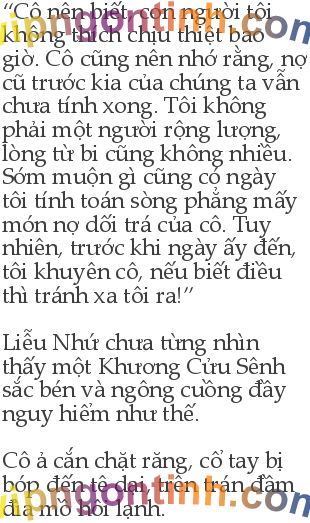 “Cô nên biết, con người tôi
không thích chịu thiệt bao
giờ. Cô cũng nên nhớ rằng, nợ
cũ trước kia của chúng ta vẫn
chưa tính xong. Tôi không
phải một người rộng lượng,
lòng từ bi cũng không nhiều.
Sớm muộn gì cũng có ngày
tôi tính toán sòng phẳng mấy
món nợ dối trá của cô. Tuy
nhiên, trước khi ngày ấy đến,
tôi khuyên cô, nếu biết điều
thì tránh xa tôi ra!”
Liễu Nhứ chưa từng nhìn
thấy một Khương Cửu Sênh
sắc bén và ngông cuồng đầy
nguy hiểm như thế.
Cô ả cắn chặt răng, cổ tay bị
bóp đến tê dại, trên trán đầm
đìa mồ hôi lạnh.
vipngontinh.com
vipngontinh.com